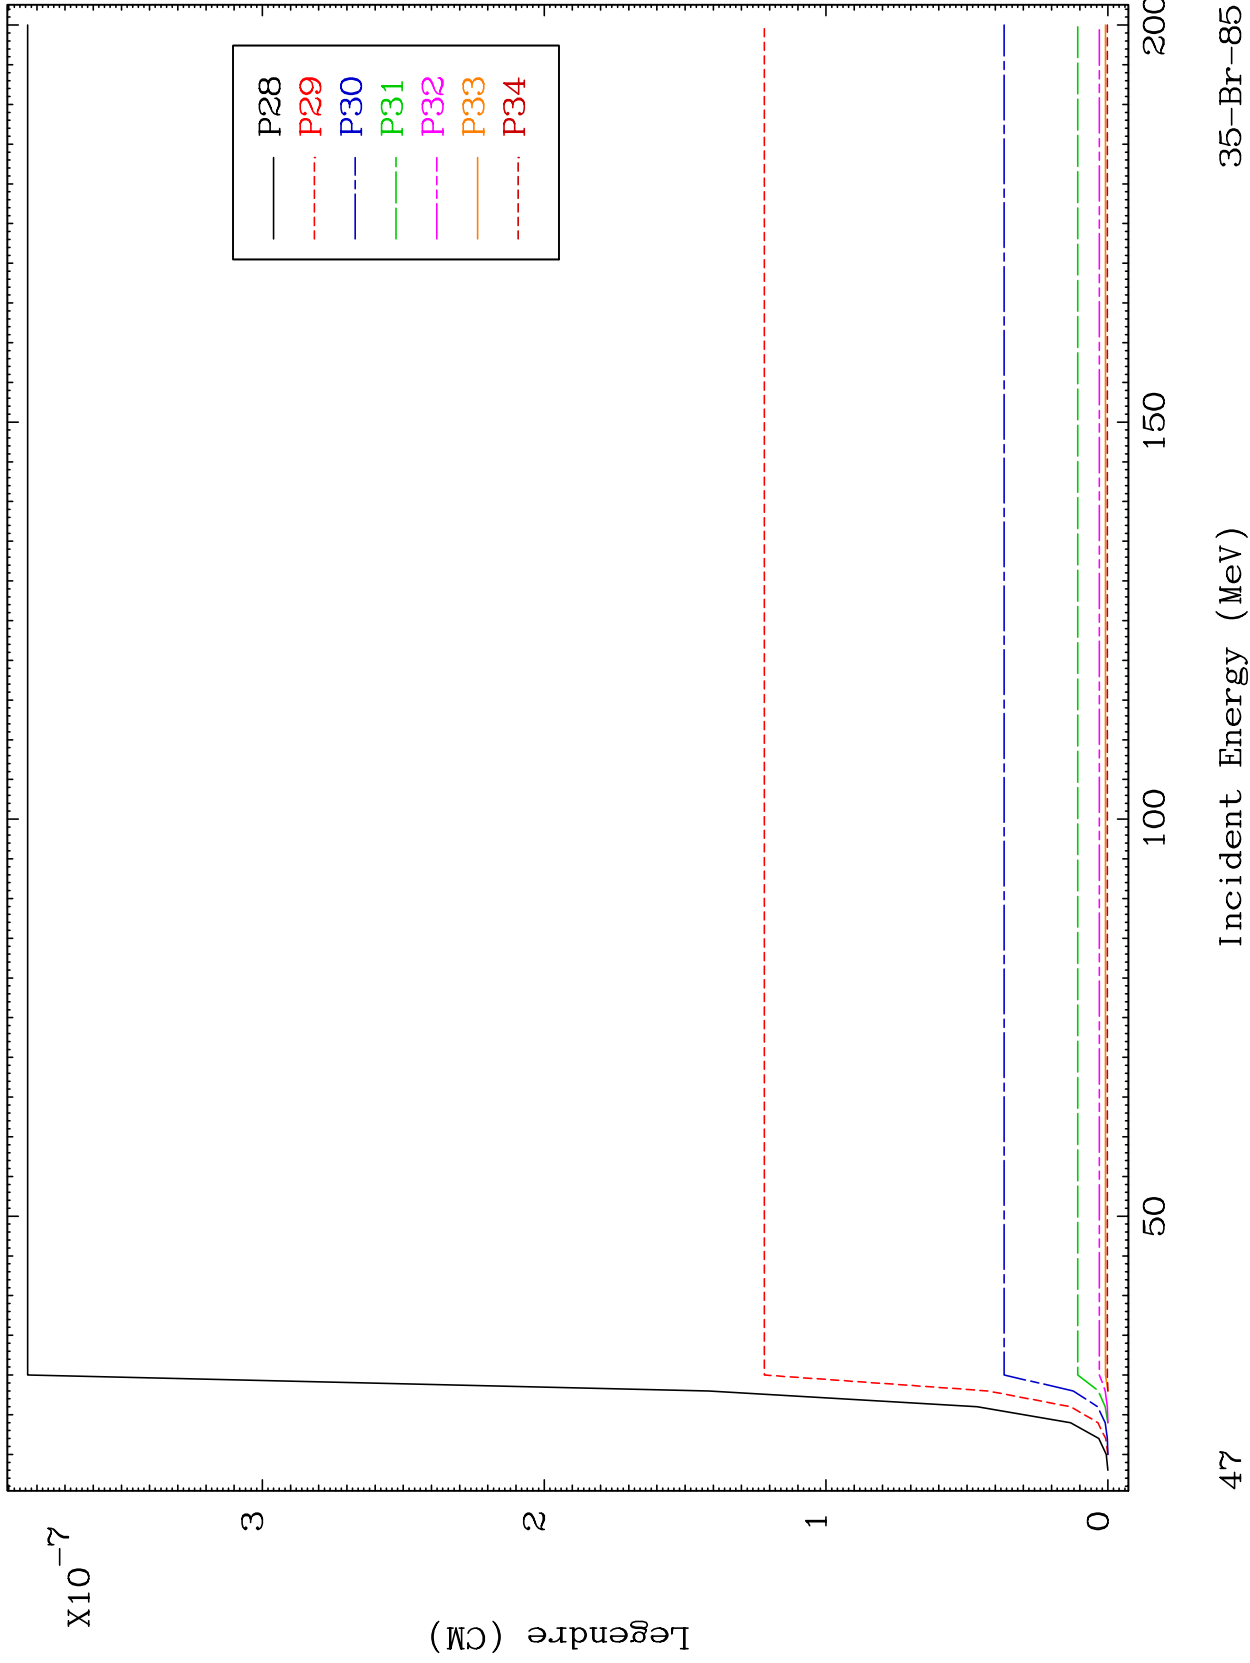 X10-7
Legendre (CM)
3
2
1
0
P28
P29
P30
P31
P32
P33
P34
50
100
150
200
Incident Energy (MeV)
47
35-Br-85